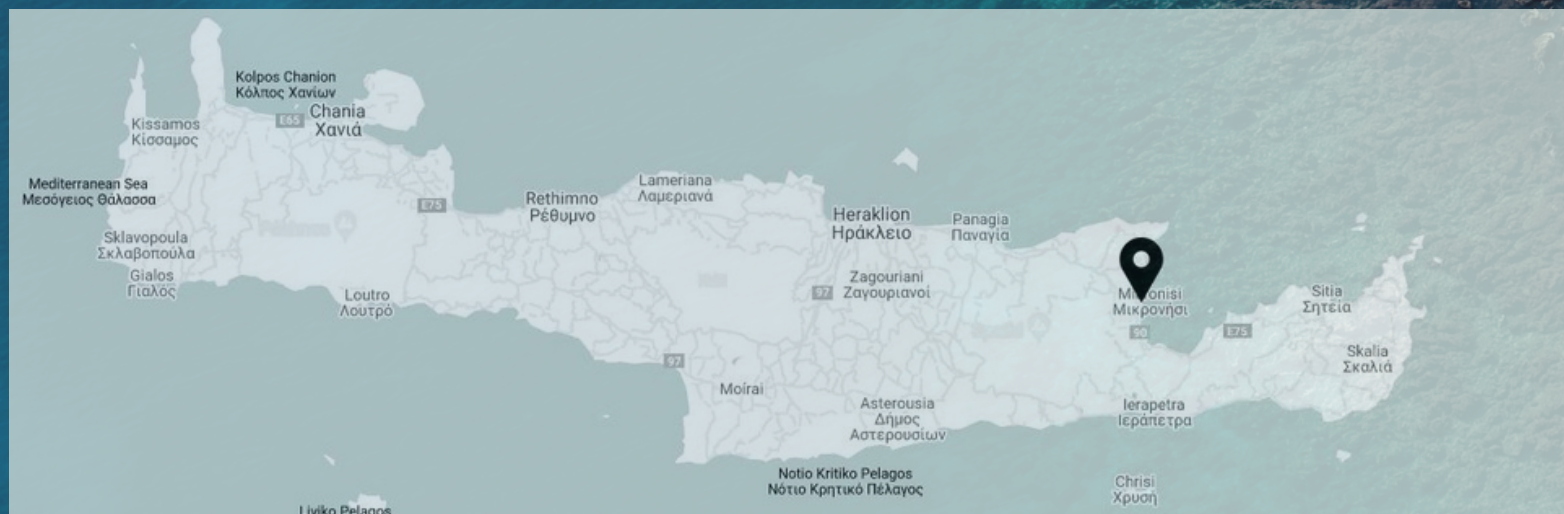 Kolpos Chanion
Κόλπος Χανίων
E65
Chania
Χανιά
Kissamos
Κίσσαμος
Mediterranean Sea
Μεσόγειος Θάλασσα
E75
Rethimno
Ρέθυμνο
Lameriana
Λαμεριανά
Heraklion
Ηράκλειο
Panagia
Παναγία
Sklavopoula
Σκλαβοπούλα
Gialos
Γιαλός
Loutro
Λουτρό
97
Zagouriani
Ζαγουριανοί
Μικρονήσι
90
E75
Sitia
Σητεία
Skalia
Σκαλιά
97
Moírai
Asterousia
Δήμος
Αστερουσίων
Ierapetra
Ιεράπετρα
Notio Kritiko Pelagos
Νότιο Κρητικό Πέλαγος
Chrisi
Χρυσή
Liviko Pelagos